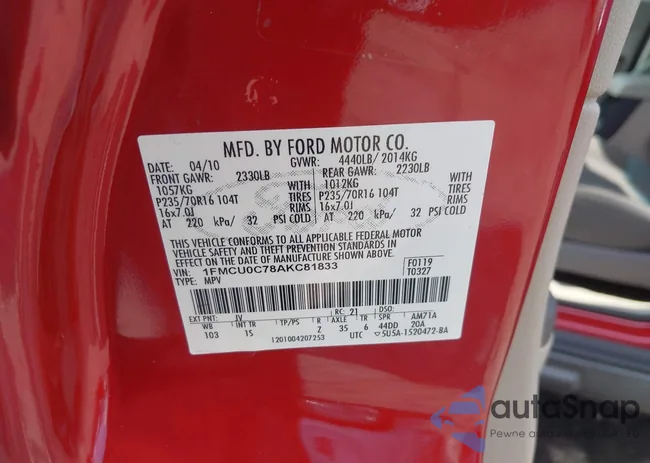 MFD. BY FORD MOTOR CO.
DATE: 04/10 GVWR: 4440LB/ 2014KG
FRONT GAWR: 2330LB REAR GAWR: 2230LB
1057KG WITH 1012KG WITH
P235/70R16 104T TIRES P235/70R16 104T TIRES
16x7.0J RIMS 16x7.0J RIMS
AT 220 kPa/ 32 PSI COLD AT 220 kPa/ 32 PSI COLD
THIS VEHICLE CONFORMS TO ALL APPLICABLE FEDERAL MOTOR
VEHICLE SAFETY AND THEFT PREVENTION STANDARDS IN EFFECT ON THE
DATE OF MANUFACTURE SHOWN ABOVE.
VIN: 1FMCU0C78AKC81833 F0119
TYPE: MPV T0327
EXT PNT: JV RC: 21 DSO:
WB INT TR TP/PS R AXLE TR SPR AM71A
103 15 Z 35 6 44DD 20A
1201004207253 UTC 5U5A-1520472-BA
autoSnap